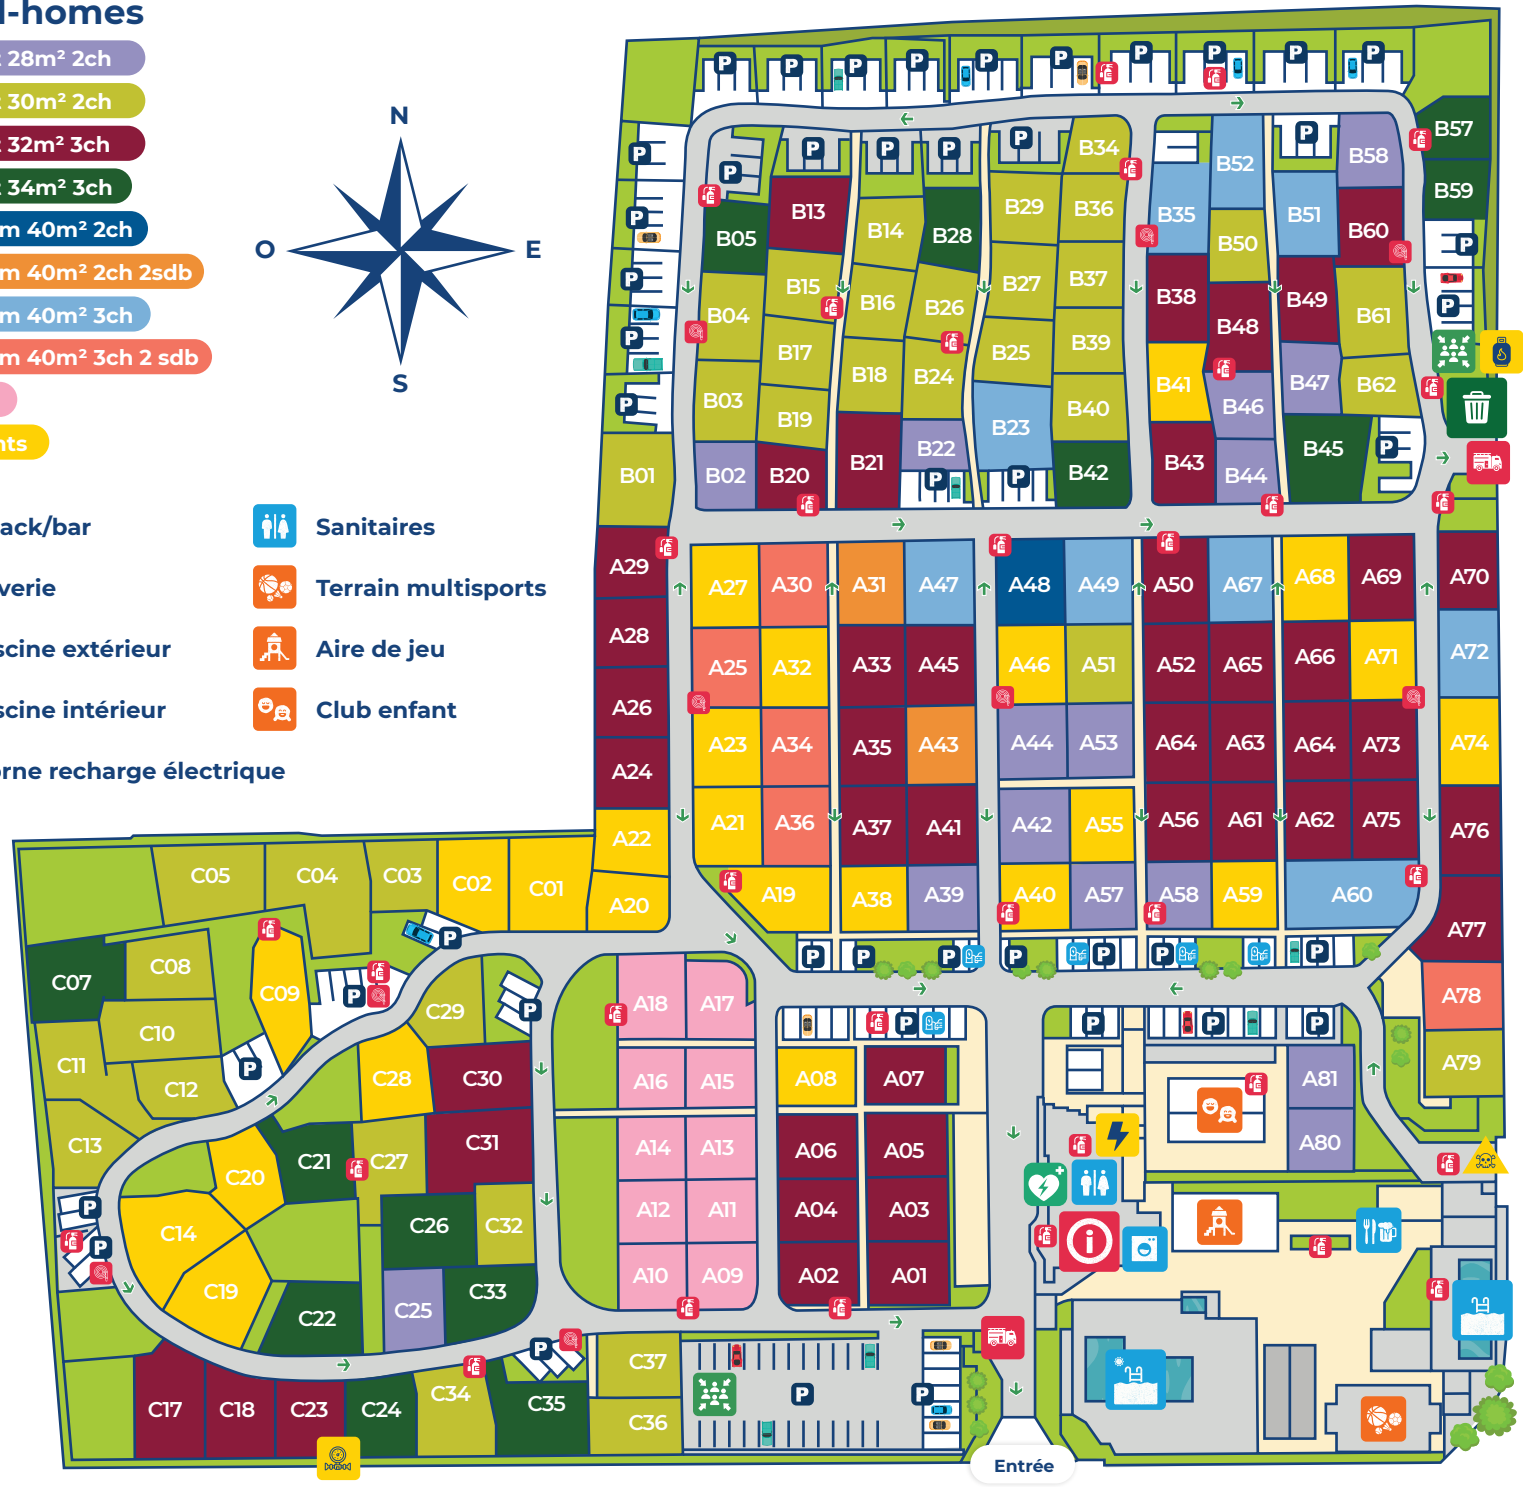 l-homes
t 28m² 2ch
t 30m² 2ch
t 32m² 3ch
t 34m² 3ch
m 40m² 2ch
m 40m² 2ch 2sdb
m 40m² 3ch
m 40m² 3ch 2 sdb
nts
ack/bar
verie
scine extérieur
scine intérieur
orne recharge électrique
Sanitaires
Terrain multisports
Aire de jeu
Club enfant
N
O
E
S
P P P P P P P P P P
P P P P P P P
B57
B34 B58
B52
B59
B13 B29 B36 B35 B51
B05 B14 B28 B50 B60
P
P
B15 B27 B37 B38 B49
P
B04 B16 B26 B48 B61
P
P
B17 B25 B39
B18 B24 B41 B47 B62
P
B03 B19 B40 B46
B23
B01 B02 B20 B21 B22 B42 B43 B44 B45 P
P P
A29 A27 A30 A31 A47 A48 A49 A50 A67 A68 A69 A70
A28 A25 A32 A33 A45 A46 A51 A52 A65 A66 A71 A72
A26 A23 A34 A35 A43 A44 A53 A64 A63 A64 A73 A74
A24
A22 A21 A36 A37 A41 A42 A55 A56 A61 A62 A75 A76
A20 A19 A38 A39 A40 A57 A58 A59 A60 A77
P P P P P P P
C05 C04 C03 C02 C01
P
C07 C08 C09 P C29 P A18 A17 P P P P A78
C10
C11 C12 P C28 C30 A16 A15 A08 A07 A81 A79
C13 C20 C21 C27 C31 A14 A13 A06 A05 A80
P
C14 C26 C32 A12 A11 A04 A03
P
C19 C22 C25 C33 A10 A09 A02 A01
i
P
C37
C17 C18 C23 C24 C34 C35 C36 P P
Entrée